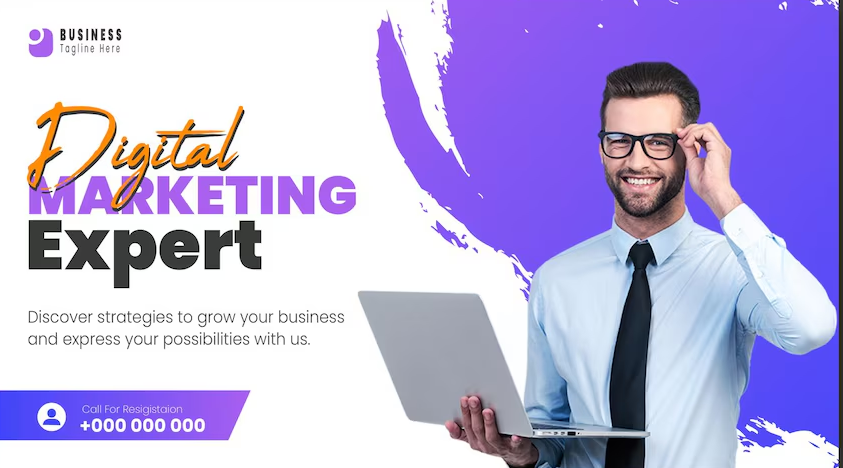 BUSINESS
Tagline Here
Digital
MARKETING
Expert
Discover strategies to grow your business
and express your possibilities with us.
Call For Resigistaion
+000 000 000